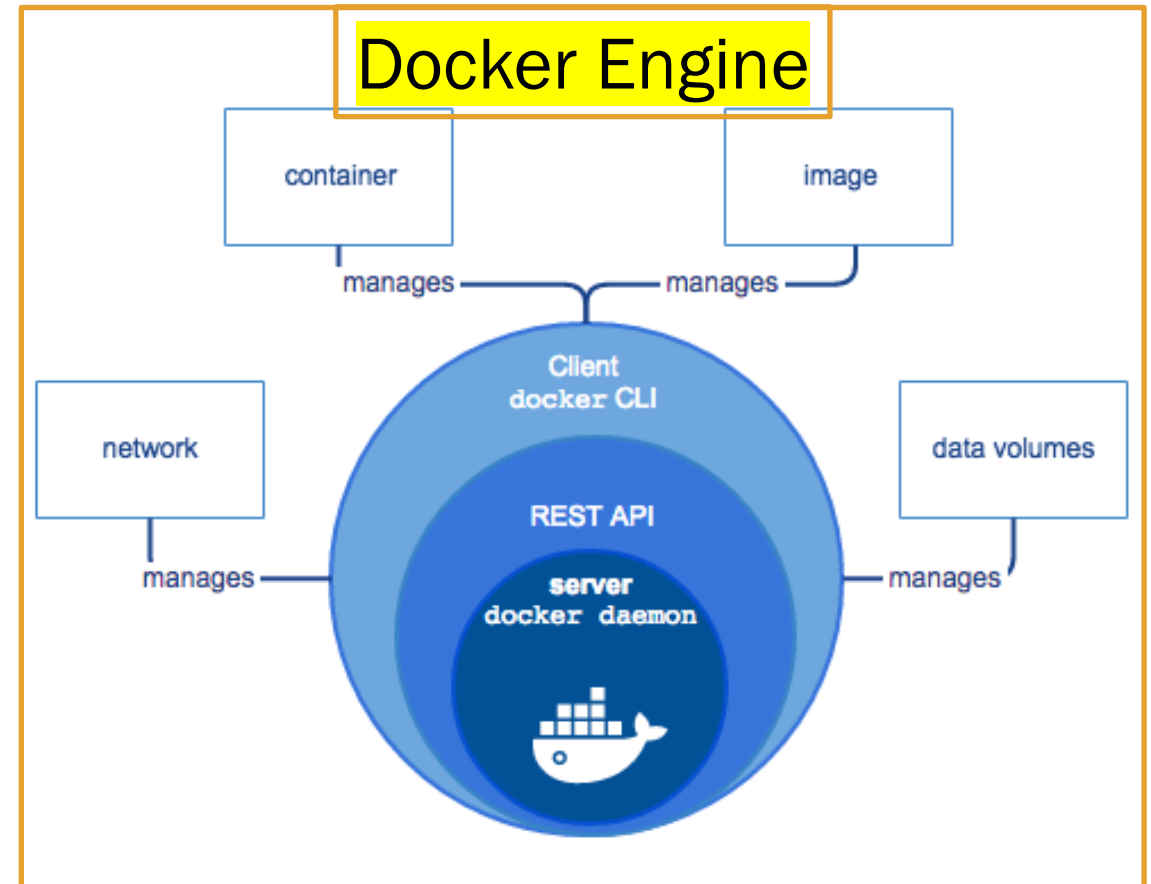 Docker Engine
container
image
manages
manages
Client
docker CLI
network
data volumes
REST API
manages
manages
server
docker daemon